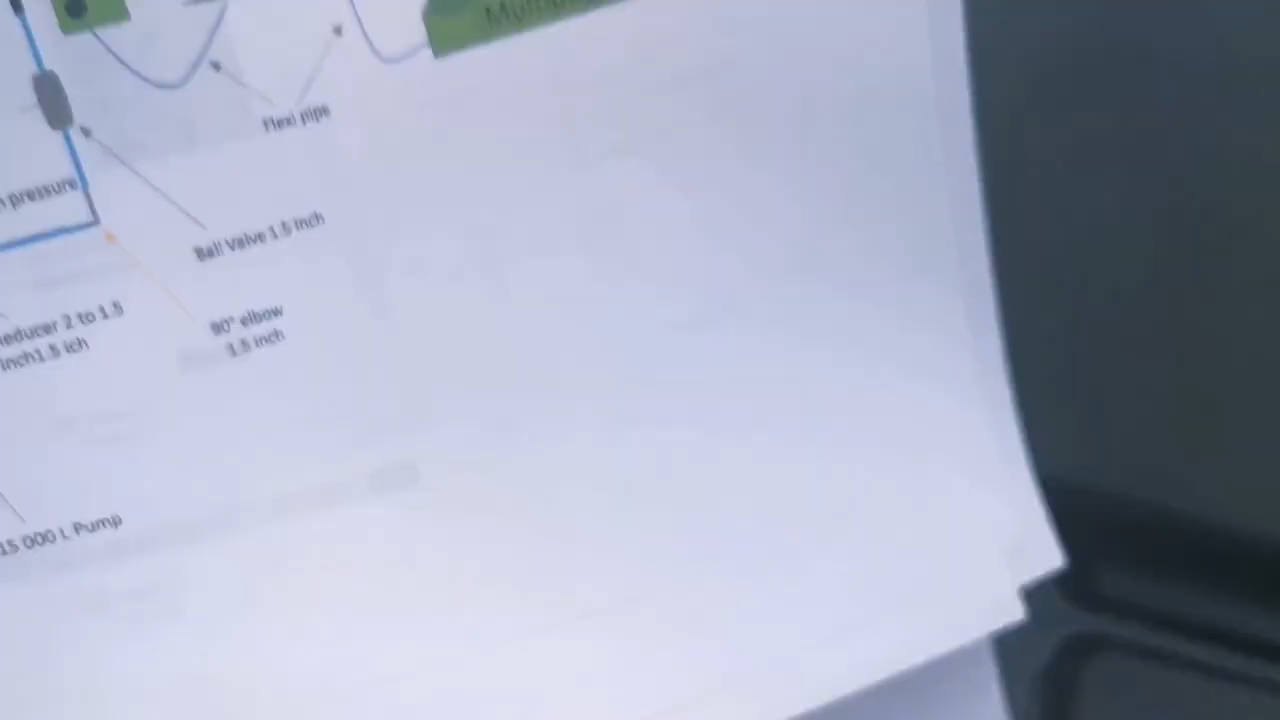 Flexi pipe
pressure
Ball Valve 1.5 inch
90° elbow
1.5 inch
2 to 1.5
inch1.5 ich
15 000 L Pump